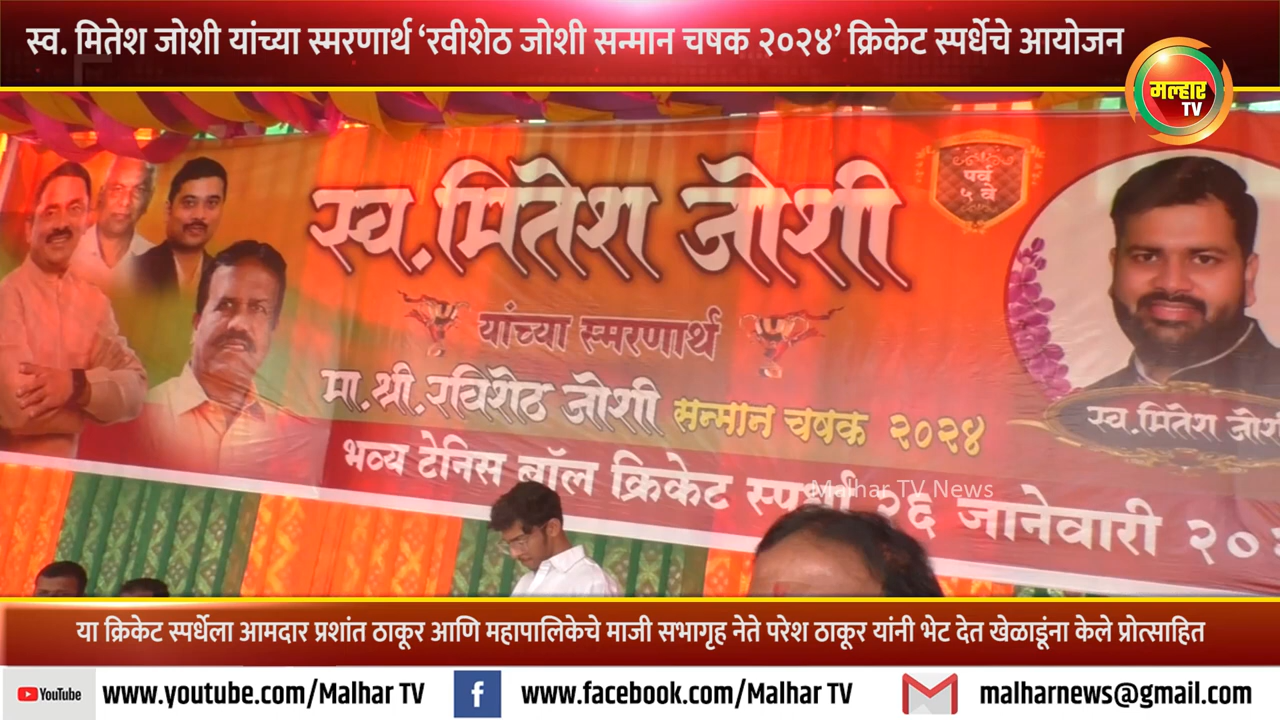 स्व. मितेश जोशी यांच्या स्मरणार्थ ‘रवीशेठ जोशी सन्मान चषक २०२४’ क्रिकेट स्पर्धेचे आयोजन
मल्हार
TV
पर्व
५ वे
स्व. मितेश जोशी
यांच्या स्मरणार्थ
मा. श्री. रविशेठ जोशी सन्मान चषक २०२४
स्व. मितेश जोशी
भव्य टेनिस बॉल क्रिकेट २६ जानेवारी
Malhar TV News
या क्रिकेट स्पर्धेला आमदार प्रशांत ठाकूर आणि महापालिकेचे माजी सभागृह नेते परेश ठाकूर यांनी भेट देत खेळाडूंना केले प्रोत्साहित
YouTube www.youtube.com/Malhar TV www.facebook.com/Malhar TV malharnews@gmail.com